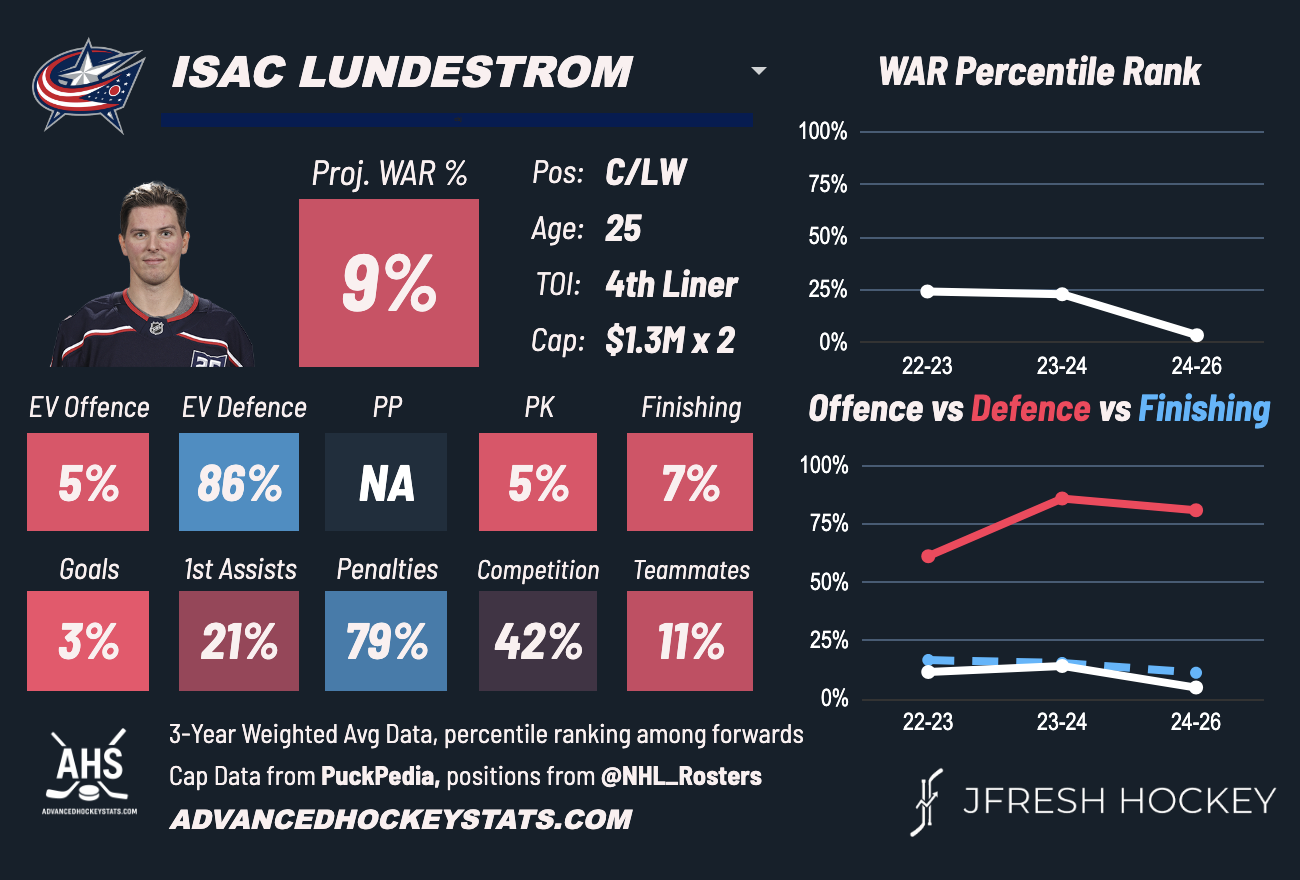 ISAC LUNDESTROM
Proj. WAR %
9%
Pos: C/LW
Age: 25
TOI: 4th Liner
Cap: $1.3M x 2
EV Offence EV Defence PP PK Finishing
5% 86% NA 5% 7%
Goals 1st Assists Penalties Competition Teammates
3% 21% 79% 42% 11%
3-Year Weighted Avg Data, percentile ranking among forwards
Cap Data from PuckPedia, positions from @NHL_Rosters
AHS
ADVANCEDHOCKEYSTATS.COM
ADVANCEDHOCKEYSTATS.COM
WAR Percentile Rank
100%
75%
50%
25%
0%
22-23 23-24 24-26
Offence vs Defence vs Finishing
100%
75%
50%
25%
0%
22-23 23-24 24-26
JFRESH HOCKEY